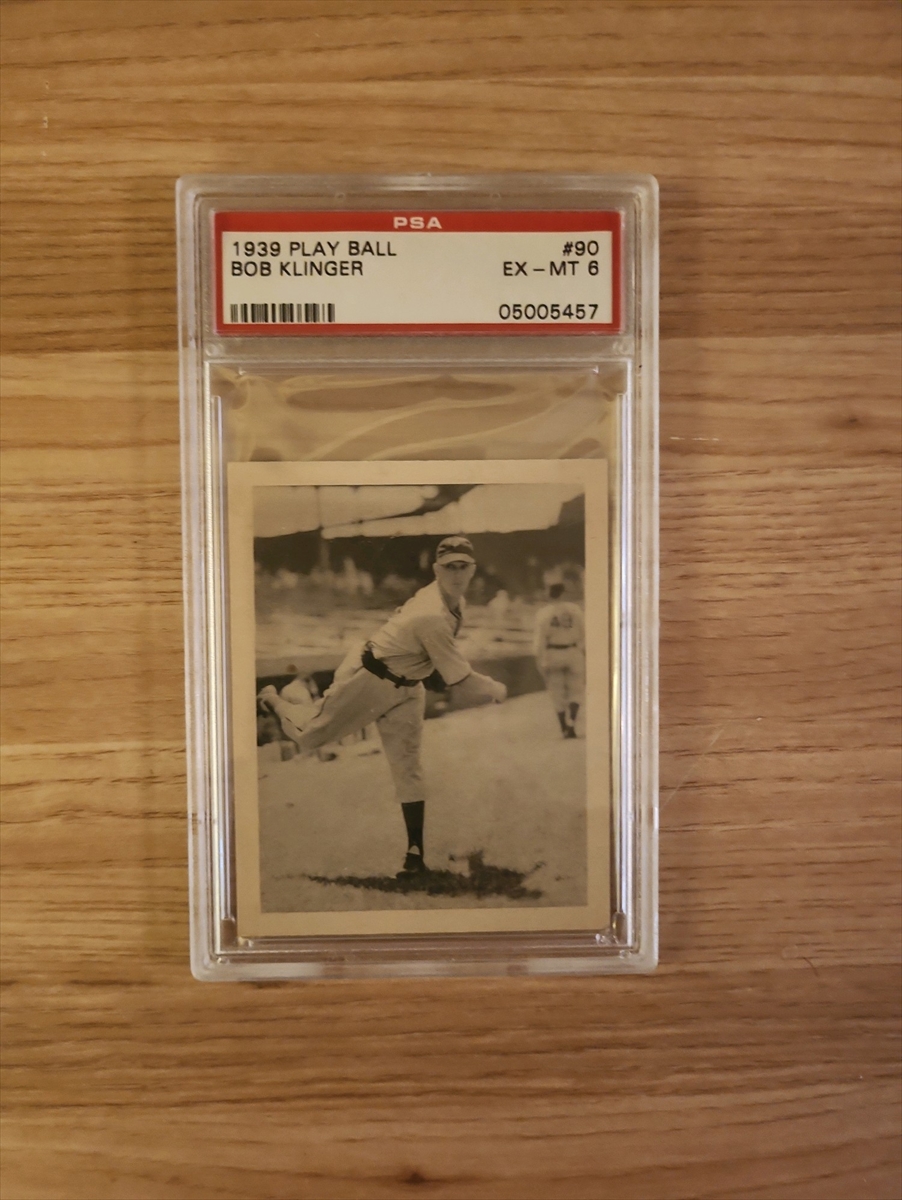 PSA
1939 PLAY BALL #90
BOB KLINGER EX - MT 6
05005457